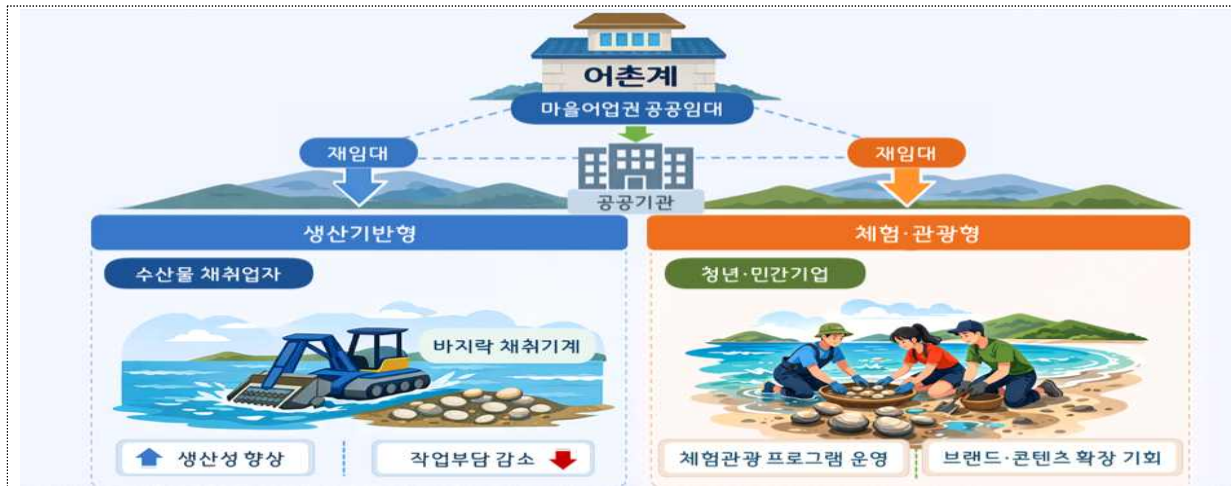 어촌계
마을어업권 공공임대
재임대
재임대
공공기관
생산기반형
수산물 채취업자
바지락 채취기계
생산성 향상
작업부담 감소
체험·관광형
청년·민간기업
체험관광 프로그램 운영
브랜드·콘텐츠 확장 기회